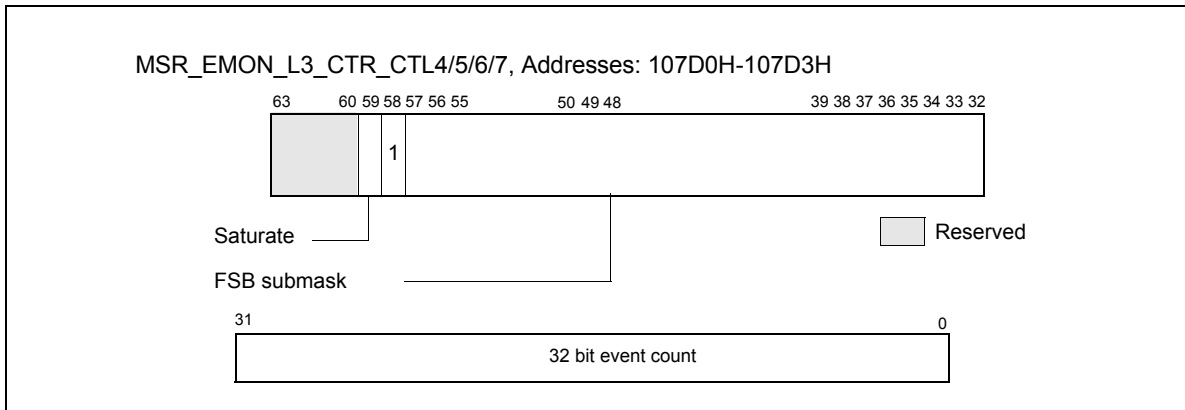 MSR_EMON_L3_CTR_CTL4/5/6/7, Addresses: 107D0H-107D3H
63 60 59 58 57 56 55 50 49 48 39 38 37 36 35 34 33 32
1
Saturate
Reserved
FSB submask
31 0
32 bit event count